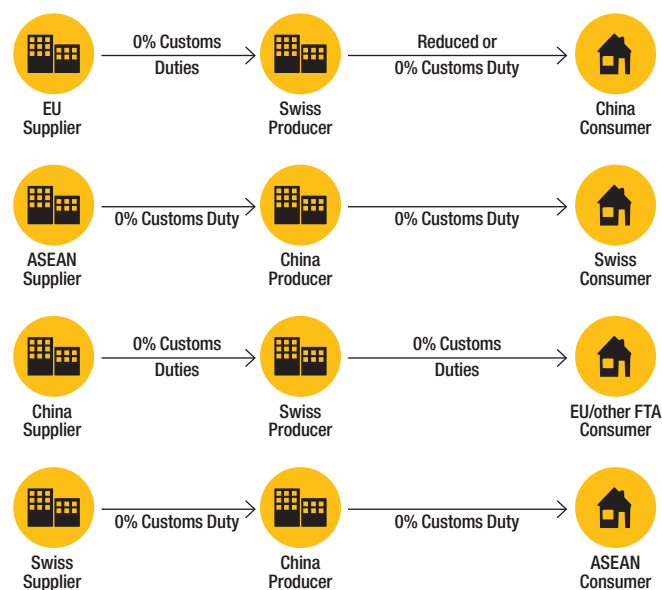 0% Customs
Duties
Reduced or
0% Customs Duty
EU
Supplier
Swiss
Producer
China
Consumer
0% Customs Duty
0% Customs Duty
ASEAN
Supplier
China
Producer
Swiss
Consumer
0% Customs
Duties
0% Customs
Duties
China
Supplier
Swiss
Producer
EU/other FTA
Consumer
0% Customs Duty
0% Customs Duty
Swiss
Supplier
China
Producer
ASEAN
Consumer